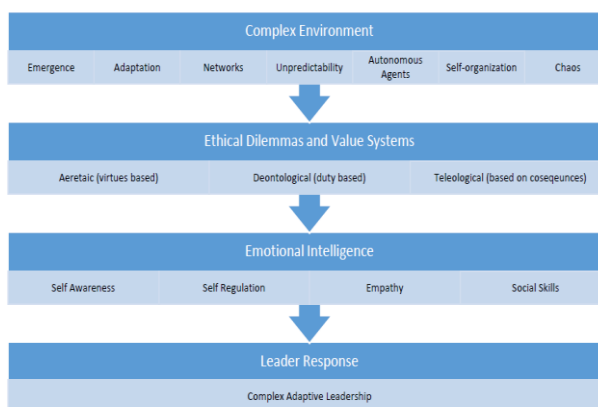 Complex Environment
Emergence Adaptation Networks Unpredictability Autonomous Agents Self-organization Chaos
Ethical Dilemmas and Value Systems
Aeretaic (virtues based) Deontological (duty based) Teleological (based on coseqeunces)
Emotional Intelligence
Self Awareness Self Regulation Empathy Social Skills
Leader Response
Complex Adaptive Leadership